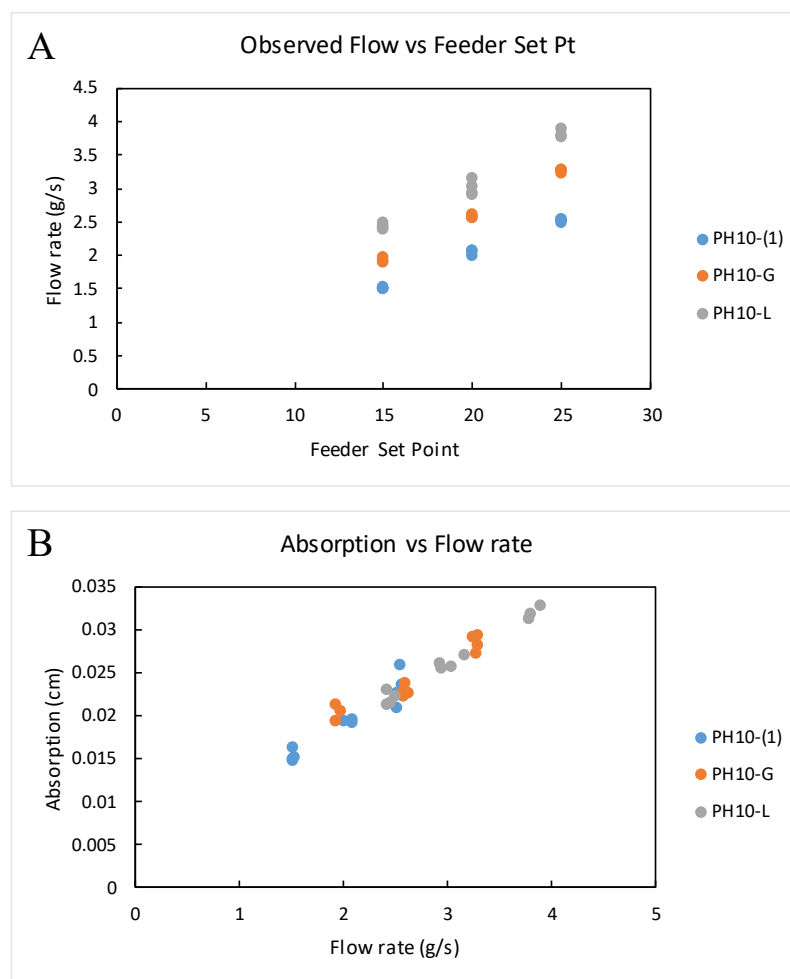 A
Observed Flow vs Feeder Set Pt
4.5
4
3.5
3
2.5
2
1.5
1
0.5
0
Flow rate (g/s)
0 5 10 15 20 25 30
Feeder Set Point
PH10-(1)
PH10-G
PH10-L
B
Absorption vs Flow rate
0.035
0.03
0.025
0.02
0.015
0.01
0.005
0
Absorption (cm)
0 1 2 3 4 5
Flow rate (g/s)
PH10-(1)
PH10-G
PH10-L